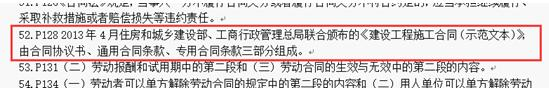 采取补救措施或者赔偿损失等违约责任。
52. P128 2013 年 4 月住房和城乡建设部、工商行政管理总局联合颁布的《建设工程施工合同(示范文本)》,
由合同协议书、通用合同条款、专用合同条款三部分组成。
53. P131(二)劳动报酬和试用期中的第二段和(三)劳动合同的生效与无效中的第二段的内容。
54. P134(一)劳动者可以单方解除劳动合同的规定中的第二段的内容和(二)用人单位可以单方解除劳动